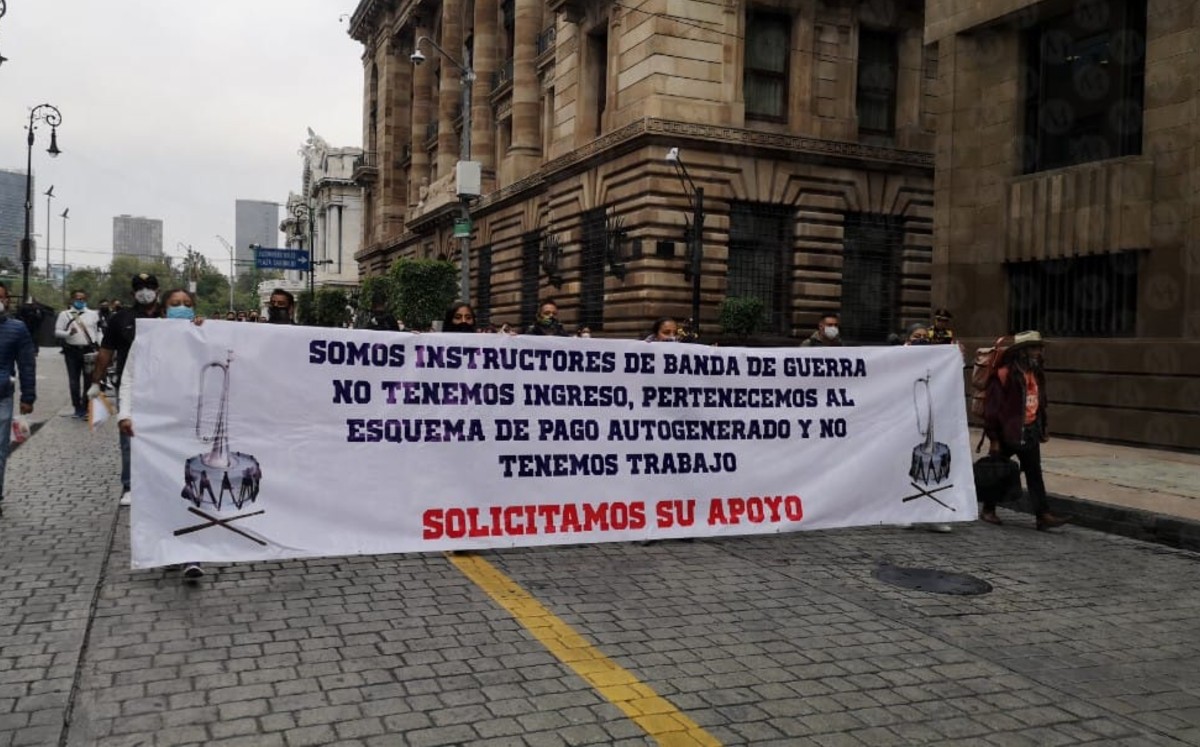 SOMOS INSTRUCTORES DE BANDA DE GUERRA
NO TENEMOS INGRESO, PERTENECEMOS AL
ESQUEMA DE PAGO AUTOGENERADO Y NO
TENEMOS TRABAJO
SOLICITAMOS SU APOYO